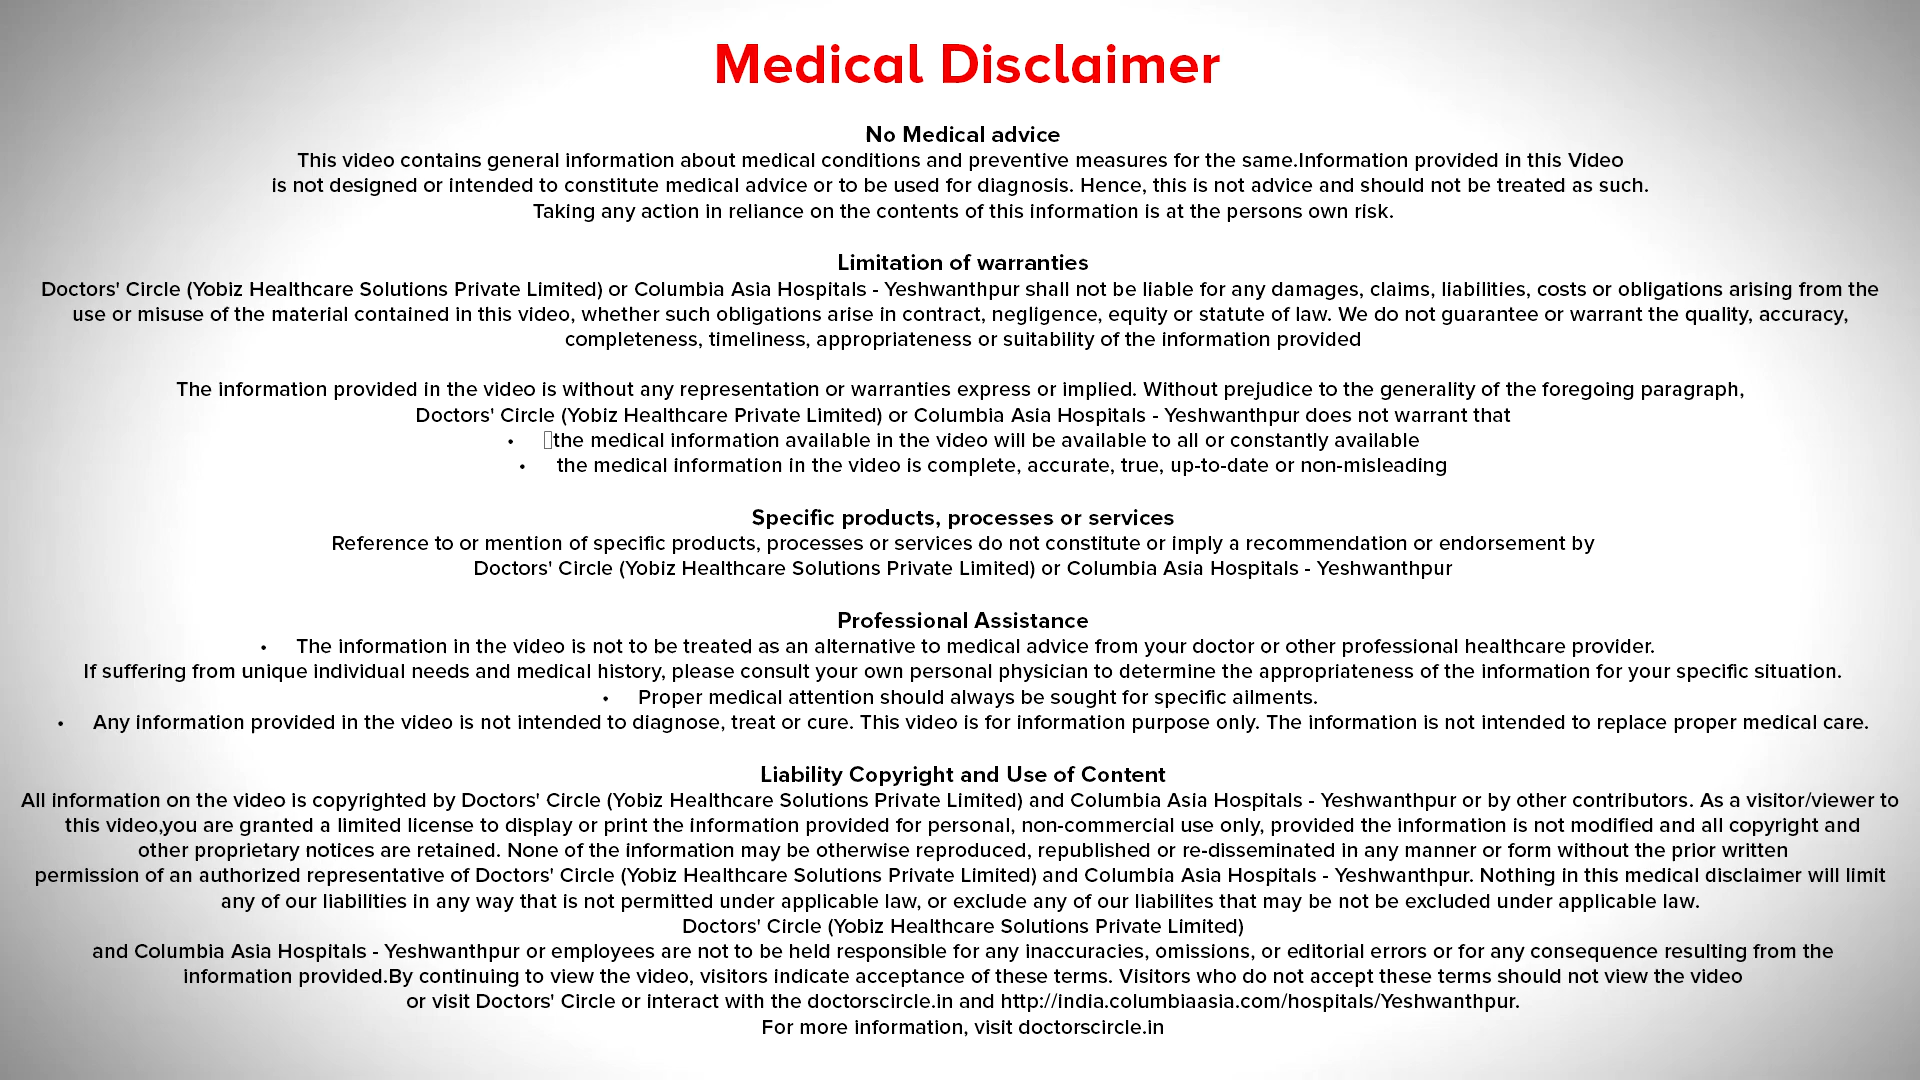 Medical Disclaimer
No Medical advice
This video contains general information about medical conditions and preventive measures for the same.Information provided in this Video
is not designed or intended to constitute medical advice or to be used for diagnosis. Hence, this is not advice and should not be treated as such.
Taking any action in reliance on the contents of this information is at the persons own risk.
Limitation of warranties
Doctors' Circle (Yobiz Healthcare Solutions Private Limited) or Columbia Asia Hospitals - Yeshwanthpur shall not be liable for any damages, claims, liabilities, costs or obligations arising from the
use or misuse of the material contained in this video, whether such obligations arise in contract, negligence, equity or statute of law. We do not guarantee or warrant the quality, accuracy,
completeness, timeliness, appropriateness or suitability of the information provided
The information provided in the video is without any representation or warranties express or implied. Without prejudice to the generality of the foregoing paragraph,
Doctors' Circle (Yobiz Healthcare Private Limited) or Columbia Asia Hospitals - Yeshwanthpur does not warrant that
• the medical information available in the video will be available to all or constantly available
• the medical information in the video is complete, accurate, true, up-to-date or non-misleading
Specific products, processes or services
Reference to or mention of specific products, processes or services do not constitute or imply a recommendation or endorsement by
Doctors' Circle (Yobiz Healthcare Solutions Private Limited) or Columbia Asia Hospitals - Yeshwanthpur
Professional Assistance
• The information in the video is not to be treated as an alternative to medical advice from your doctor or other professional healthcare provider.
If suffering from unique individual needs and medical history, please consult your own personal physician to determine the appropriateness of the information for your specific situation.
• Proper medical attention should always be sought for specific ailments.
• Any information provided in the video is not intended to diagnose, treat or cure. This video is for information purpose only. The information is not intended to replace proper medical care.
Liability Copyright and Use of Content
All information on the video is copyrighted by Doctors' Circle (Yobiz Healthcare Solutions Private Limited) and Columbia Asia Hospitals - Yeshwanthpur or by other contributors. As a visitor/viewer to
this video,you are granted a limited license to display or print the information provided for personal, non-commercial use only, provided the information is not modified and all copyright and
other proprietary notices are retained. None of the information may be otherwise reproduced, republished or re-disseminated in any manner or form without the prior written
permission of an authorized representative of Doctors' Circle (Yobiz Healthcare Solutions Private Limited) and Columbia Asia Hospitals - Yeshwanthpur. Nothing in this medical disclaimer will limit
any of our liabilities in any way that is not permitted under applicable law, or exclude any of our liabilites that may be not be excluded under applicable law.
Doctors' Circle (Yobiz Healthcare Solutions Private Limited)
and Columbia Asia Hospitals - Yeshwanthpur or employees are not to be held responsible for any inaccuracies, omissions, or editorial errors or for any consequence resulting from the
information provided.By continuing to view the video, visitors indicate acceptance of these terms. Visitors who do not accept these terms should not view the video
or visit Doctors' Circle or interact with the doctorscircle.in and http://india.columbiaasia.com/hospitals/Yeshwanthpur.
For more information, visit doctorscircle.in